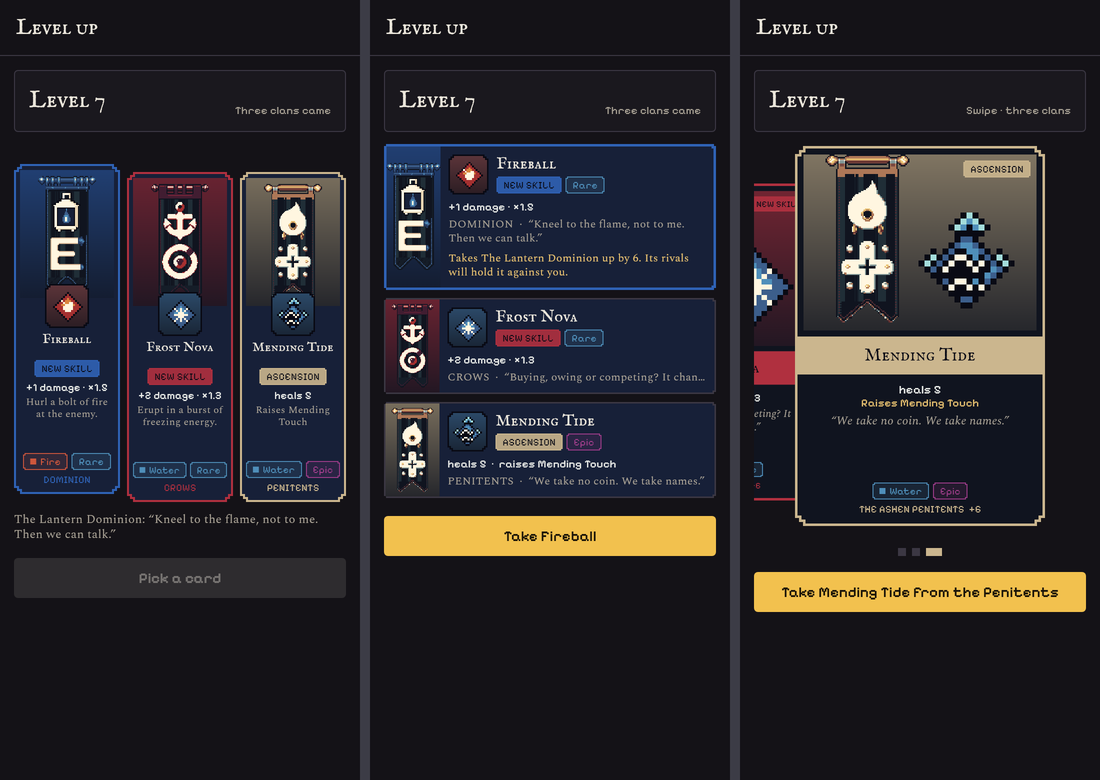 Level up
Level 7
Three clans came
E
Fireball
NEW SKILL
+1 damage · ×1.5
Hurl a bolt of fire
at the enemy.
Fire
Rare
DOMINION
Frost Nova
NEW SKILL
+2 damage · ×1.3
Erupt in a burst of
freezing energy.
Water
Rare
CROWS
Mending Tide
ASCENSION
heals 5
Raises Mending
Touch
Water
Epic
PENITENTS
The Lantern Dominion: “Kneel to the flame, not to me.
Then we can talk.”
Pick a card
Level up
Level 7
Three clans came
E
Fireball
NEW SKILL
Rare
+1 damage · ×1.5
DOMINION · “Kneel to the flame, not to me.
Then we can talk.”
Takes The Lantern Dominion up by 6. Its rivals
will hold it against you.
Frost Nova
NEW SKILL
Rare
+2 damage · ×1.3
CROWS · “Buying, owing or competing? It chan…
Mending Tide
ASCENSION
Epic
heals 5 · raises Mending Touch
PENITENTS · “We take no coin. We take names.”
Take Fireball
Level up
Level 7
Swipe · three clans
NEW SKIL
A
3
eting? It
.”
6
ASCENSION
Mending Tide
heals 5
Raises Mending Touch
“We take no coin. We take names.”
Water
Epic
THE ASHEN PENITENTS +6
Take Mending Tide from the Penitents